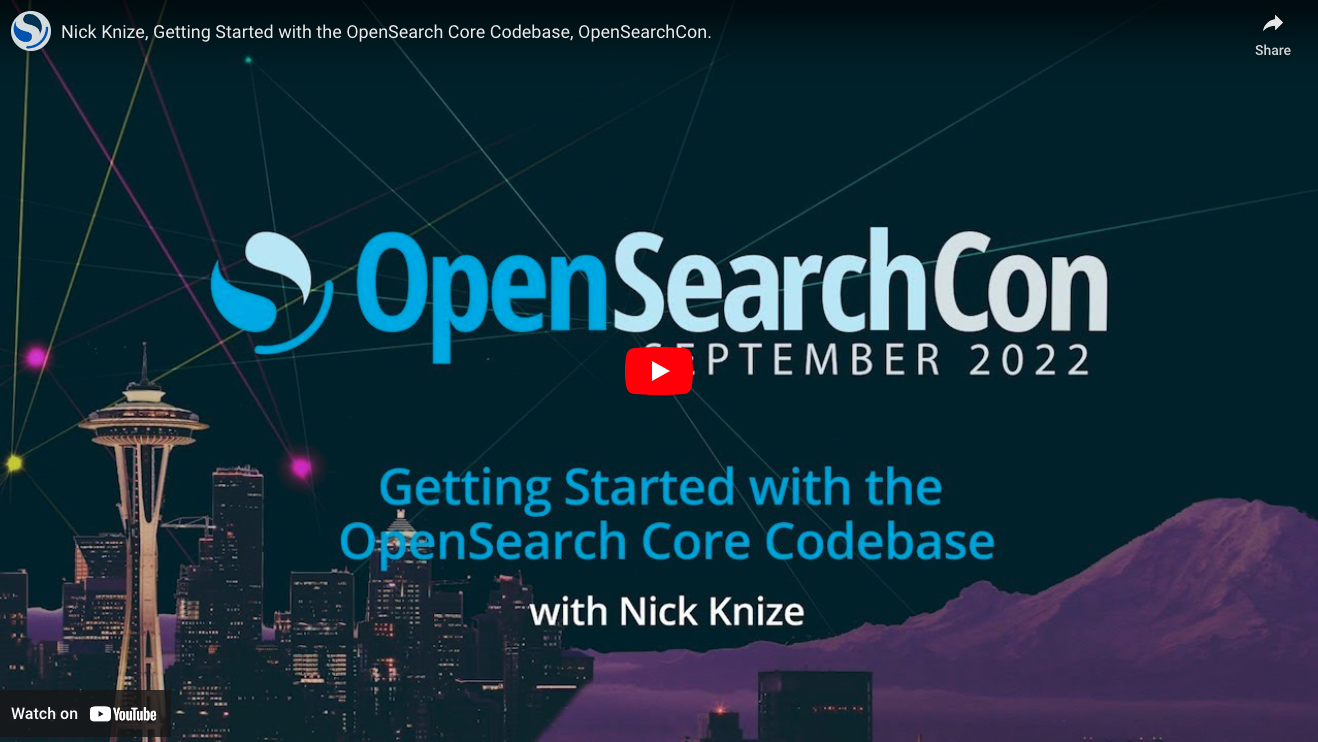 Nick Knize, Getting Started with the OpenSearch Core Codebase, OpenSearchCon.
Share
OpenSearchCon
SEPTEMBER 2022
Getting Started with the
OpenSearch Core Codebase
with Nick Knize
Watch on YouTube